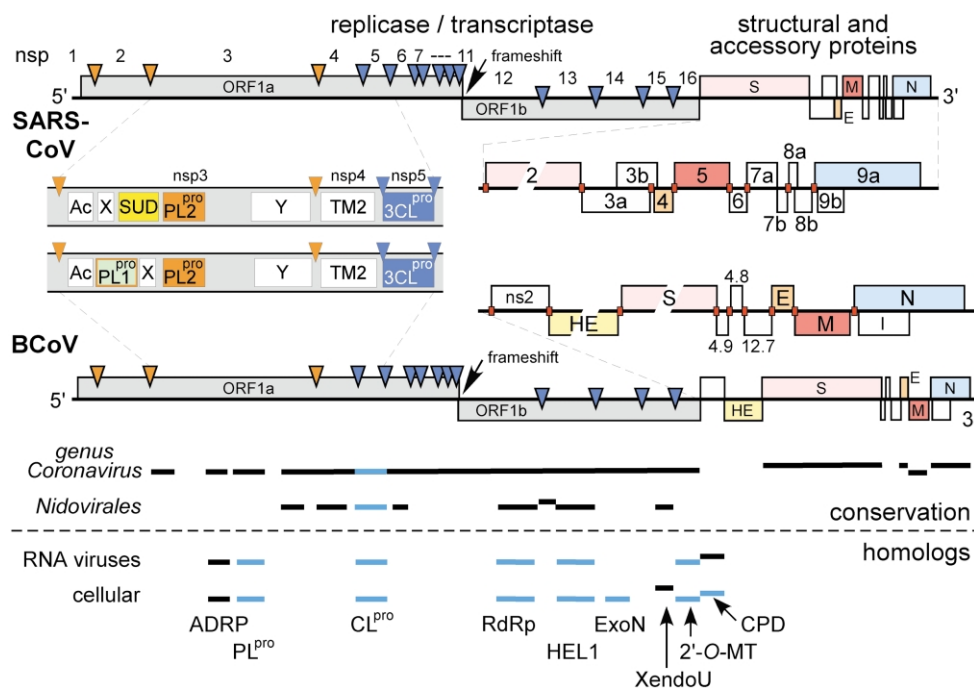 replicase / transcriptase
structural and
accessory proteins
nsp 1 2 3 4 5 6 7 --- 11 frameshift
12 13 14 15 16
5' ORF1a ORF1b S E M N 3'
SARS-
CoV
nsp3 nsp4 nsp5
Ac X SUD PL2pro Y TM2 3CLpro
2 3a 3b 4 5 6 7a 7b 8a 8b 9a 9b
Ac PL1pro X PL2pro Y TM2 3CLpro
ns2 HE S 4.9 4.8 12.7 E M N I
BCoV
frameshift
5' ORF1a ORF1b HE S E M N 3
genus
Coronavirus
Nidovirales
conservation
homologs
RNA viruses
cellular
ADRP
PLpro
CLpro
RdRp
HEL1
ExoN
XendoU
2'-O-MT
CPD